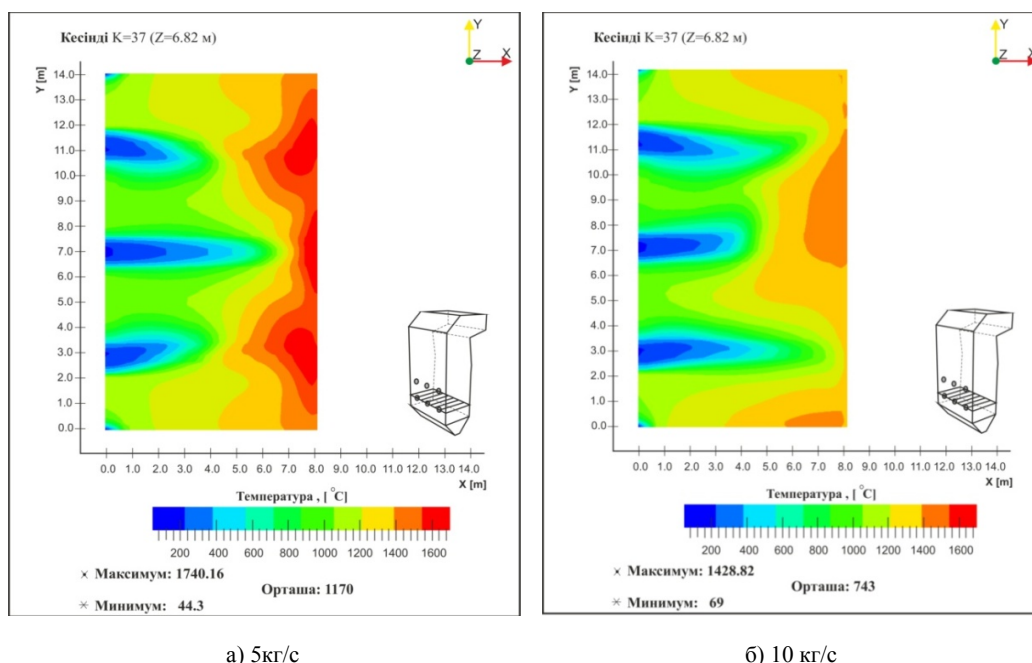 Кесінді K=37 (Z=6.82 м)
Y
Z X
Y [m]
14.0
13.0
12.0
11.0
10.0
9.0
8.0
7.0
6.0
5.0
4.0
3.0
2.0
1.0
0.0
0.0 1.0 2.0 3.0 4.0 5.0 6.0 7.0 8.0 9.0 10.0 11.0 12.0 13.0 14.0
X [m]
Температура , [ °C]
200 400 600 800 1000 1200 1400 1600
Максимум: 1740.16
Орташа: 1170
Минимум: 44.3
а) 5кг/с
Кесінді K=37 (Z=6.82 м)
Y
Z X
Y [m]
14.0
13.0
12.0
11.0
10.0
9.0
8.0
7.0
6.0
5.0
4.0
3.0
2.0
1.0
0.0
0.0 1.0 2.0 3.0 4.0 5.0 6.0 7.0 8.0 9.0 10.0 11.0 12.0 13.0 14.0
X [m]
Температура , [ °C]
200 400 600 800 1000 1200 1400 1600
Максимум: 1428.82
Орташа: 743
Минимум: 69
б) 10 кг/с